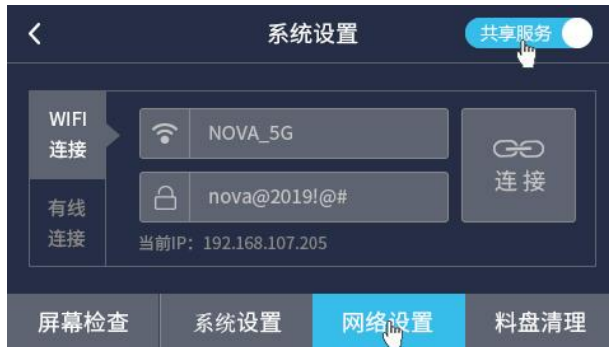 系统设置
共享服务
WIFI
连接
NOVA_5G
nova@2019!@#
连接
有线
连接
当前IP：192.168.107.205
屏幕检查
系统设置
网络设置
料盘清理